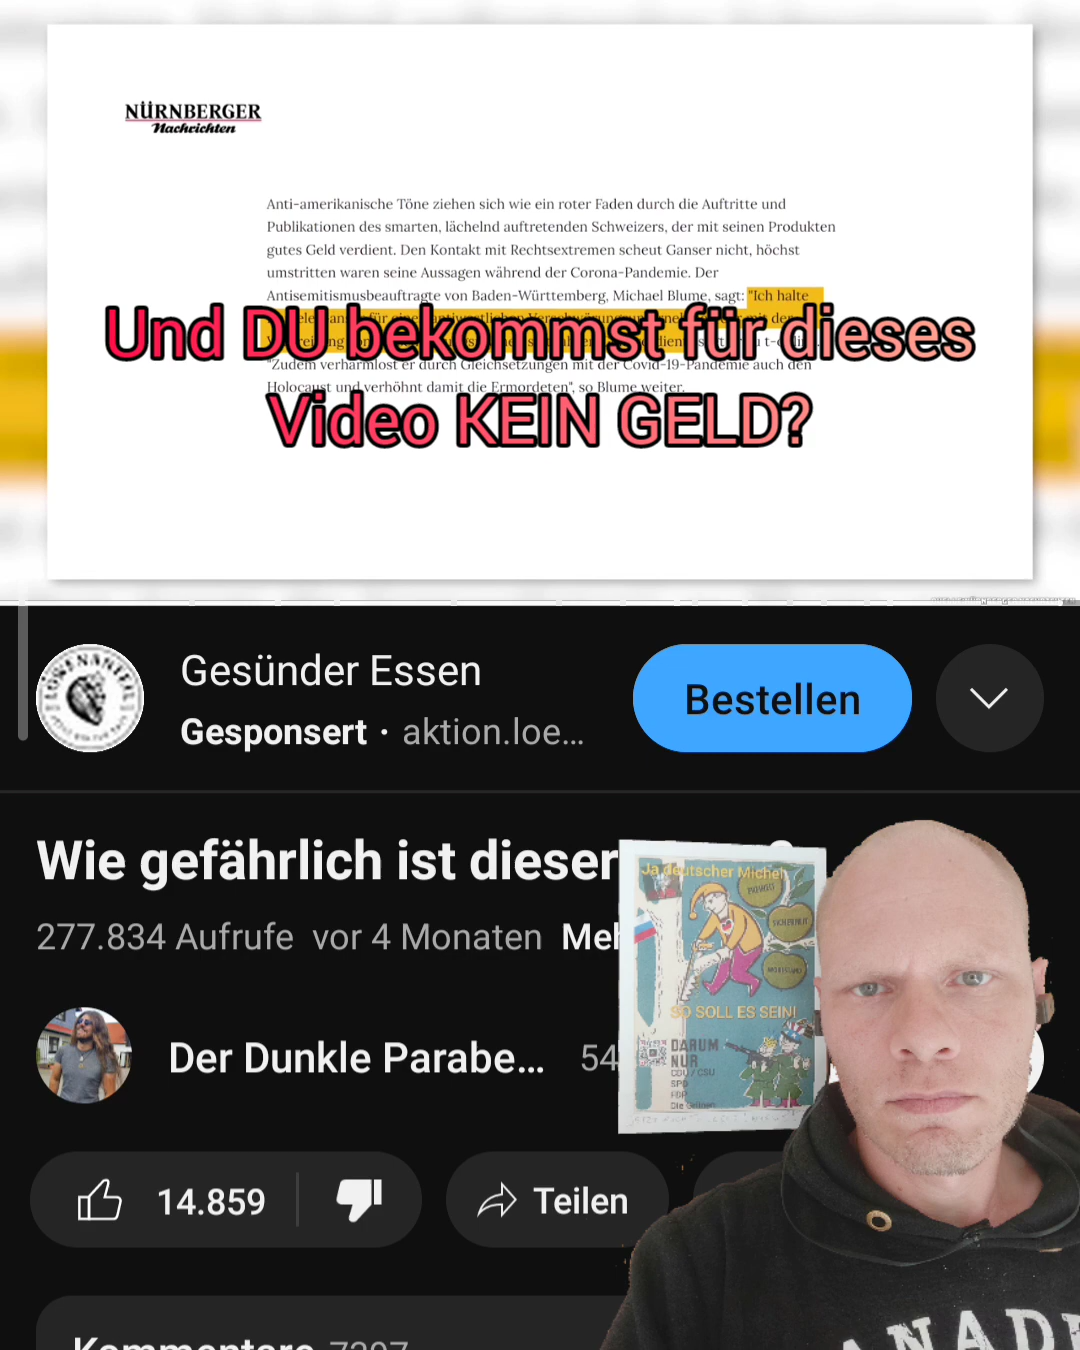 NÜRNBERGER
Nachrichten
Anti-amerikanische Töne ziehen sich wie ein roter Faden durch die Auftritte und
Publikationen des smarten, lächelnd auftretenden Schweizers, der mit seinen Produkten
gutes Geld verdient. Den Kontakt mit Rechtsextremen scheut Ganser nicht, höchst
umstritten waren seine Aussagen während der Corona-Pandemie. Der
Antisemitismusbeauftragte von Baden-Württemberg, Michael Blume, sagt: "Ich halte
Und DU bekommst für dieses
Video KEIN GELD?
"Zudem verharmlost er durch Gleichsetzungen mit der Covid-19-Pandemie auch den
Holocaust und verhöhnt damit die Ermordeten", so Blume weiter.
Gesünder Essen
Gesponsert · aktion.loe...
Bestellen
Wie gefährlich ist dieser
277.834 Aufrufe vor 4 Monaten
Der Dunkle Parabe... 54
14.859
Teilen
Kommentare
Ja deutscher Michel,
SO SOLL ES SEIN!
DARUM
NUR
CDU/CSU
SPD
FDP
Die Grünen